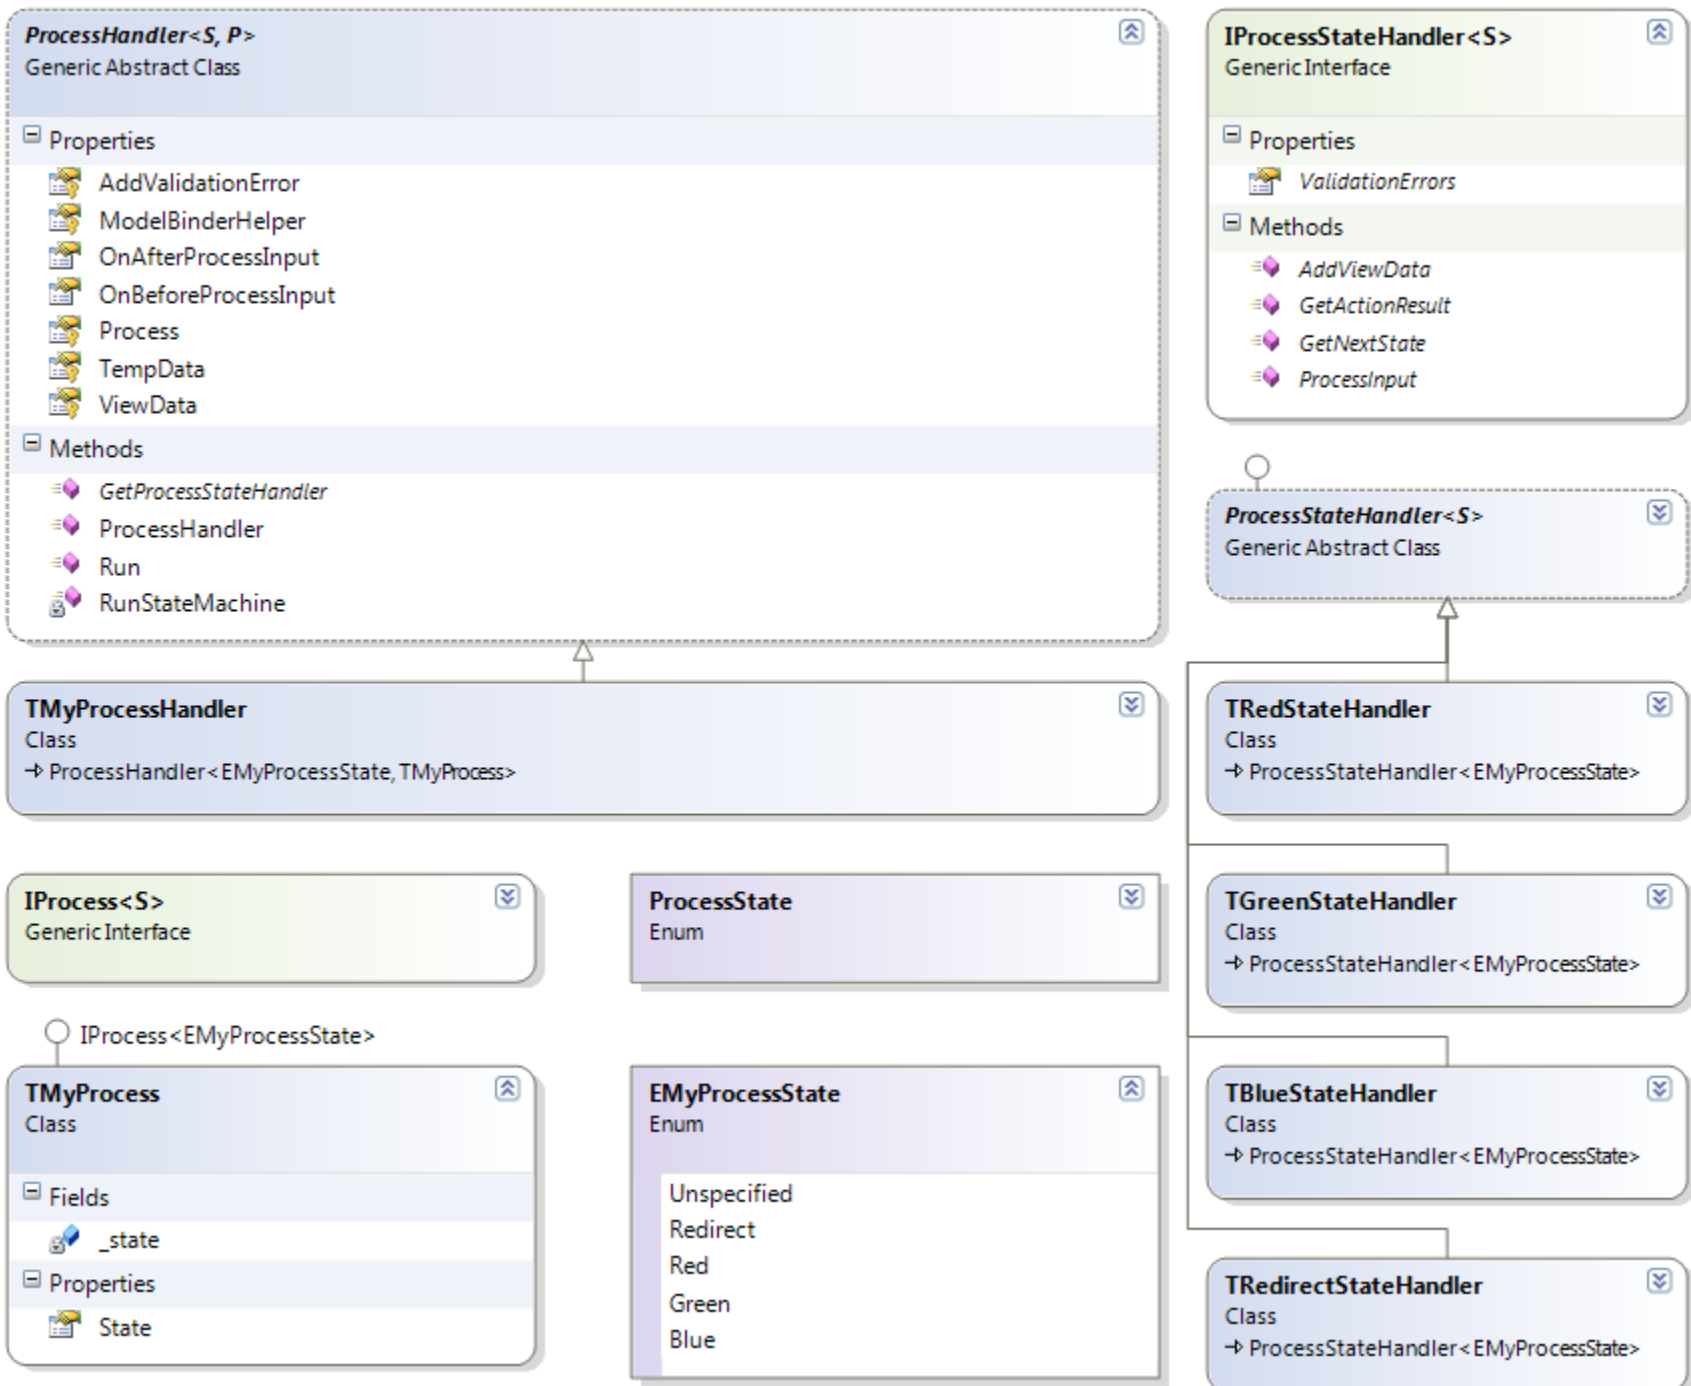 ProcessHandler<S, P>
Generic Abstract Class
Properties
AddValidationError
ModelBinderHelper
OnAfterProcessInput
OnBeforeProcessInput
Process
TempData
ViewData
Methods
GetProcessStateHandler
ProcessHandler
Run
RunStateMachine
IProcessStateHandler<S>
Generic Interface
Properties
ValidationErrors
Methods
AddViewData
GetActionResult
GetNextState
ProcessInput
ProcessStateHandler<S>
Generic Abstract Class
TMyProcessHandler
Class
ProcessHandler<EMyProcessState, TMyProcess>
TRedStateHandler
Class
ProcessStateHandler<EMyProcessState>
IProcess<S>
Generic Interface
ProcessState
Enum
TGreenStateHandler
Class
ProcessStateHandler<EMyProcessState>
IProcess<EMyProcessState>
TMyProcess
Class
Fields
_state
Properties
State
EMyProcessState
Enum
Unspecified
Redirect
Red
Green
Blue
TBlueStateHandler
Class
ProcessStateHandler<EMyProcessState>
TRedirectStateHandler
Class
ProcessStateHandler<EMyProcessState>